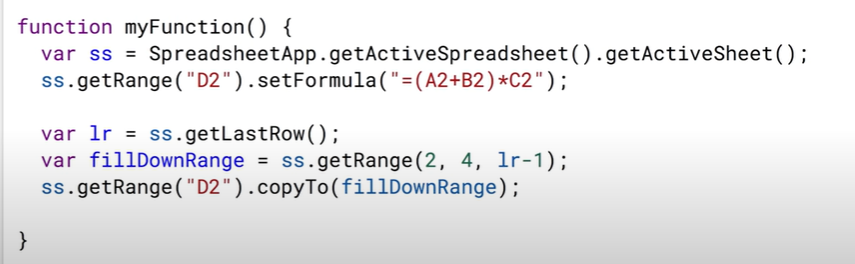 function myFunction() {
  var ss = SpreadsheetApp.getActiveSpreadsheet().getActiveSheet();
  ss.getRange("D2").setFormula("=(A2+B2)*C2");

  var lr = ss.getLastRow();
  var fillDownRange = ss.getRange(2, 4, lr-1);
  ss.getRange("D2").copyTo(fillDownRange);

}